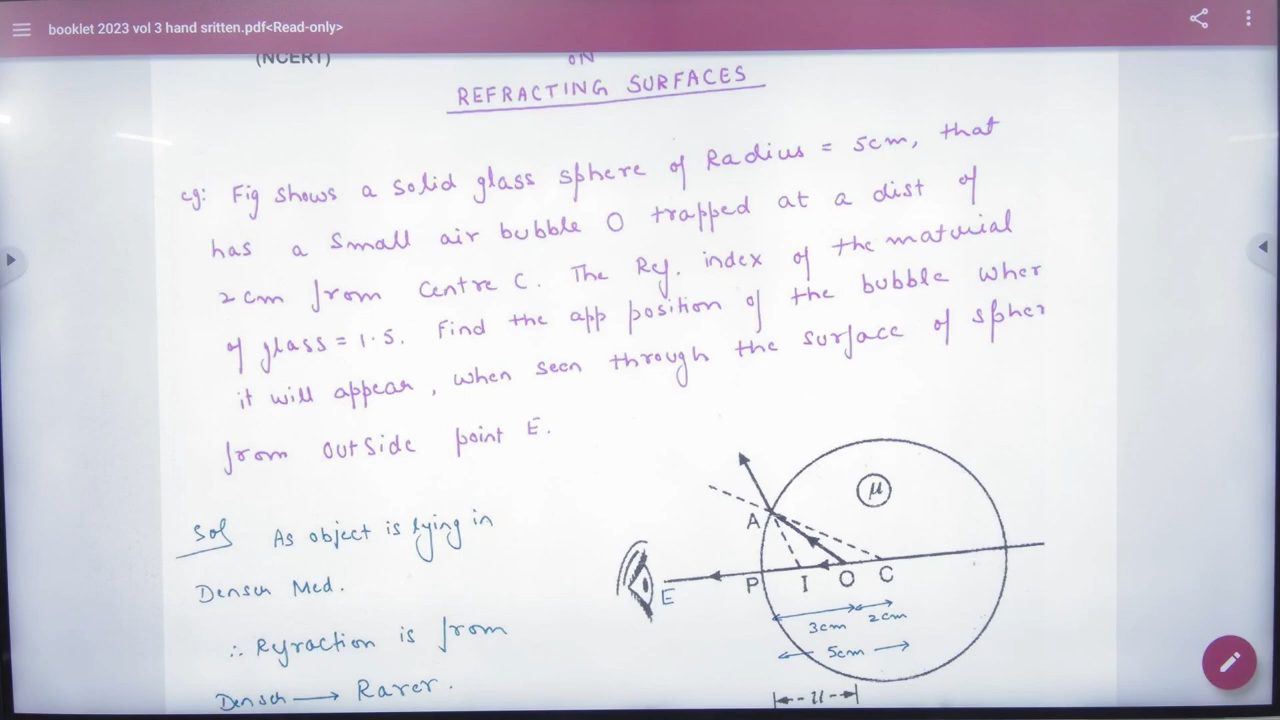 booklet 2023 vol 3 hand sritten.pdf<Read-only>
(NCERT)
ON
REFRACTING SURFACES
eg: Fig shows a solid glass sphere of Radius = 5cm, that
has a small air bubble O trapped at a dist of
2cm from centre C. The Ref. index of the material
of glass = 1.5. Find the app position of the bubble wher
it will appear, when seen through the surface of spher
from outside point E.
Sol As object is lying in
Denser Med.
∴ Refraction is from
Denser → Rarer.
μ
A
E
P I O C
3cm 2cm
5cm
u